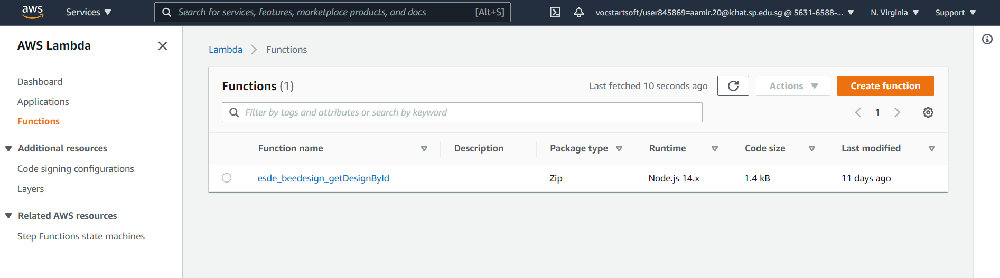 aws
Services
Search for services, features, marketplace products, and docs
[Alt+S]
vocstartsoft/user845869=aamir.20@ichat.sp.edu.sg @ 5631-6588-...
N. Virginia
Support
AWS Lambda
Dashboard
Applications
Functions
Additional resources
Code signing configurations
Layers
Related AWS resources
Step Functions state machines
Lambda
Functions
Functions (1)
Last fetched 10 seconds ago
Actions
Create function
Filter by tags and attributes or search by keyword
1
Function name
Description
Package type
Runtime
Code size
Last modified
esde_beedesign_getDesignById
Zip
Node.js 14.x
1.4 kB
11 days ago